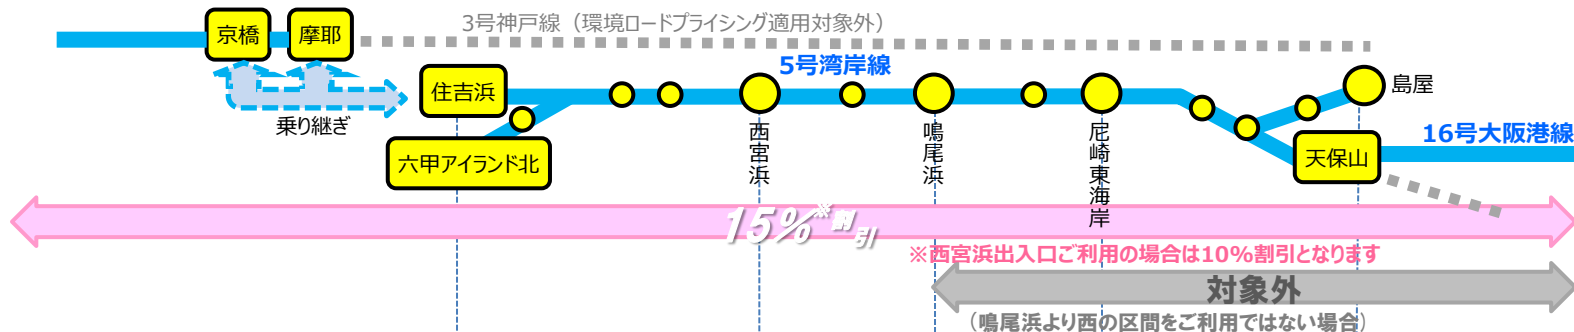 3号神戸線（環境ロードプライシング適用対象外）
京橋
摩耶
5号湾岸線
住吉浜
島屋
乗り継ぎ
16号大阪港線
六甲アイランド北
西宮浜
鳴尾浜
尼崎東海岸
天保山
15%※割引
※西宮浜出入口ご利用の場合は10%割引となります
対象外
（鳴尾浜より西の区間をご利用ではない場合）